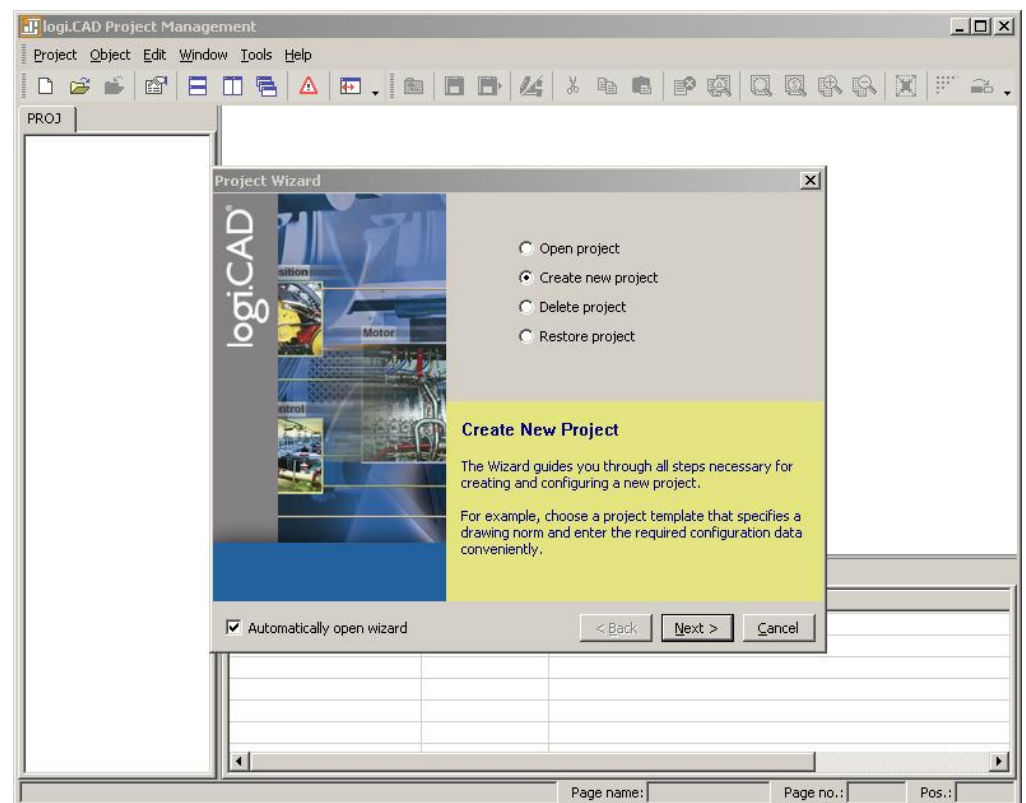 logi.CAD Project Management
Project Object Edit Window Tools Help
PROJ
Project Wizard
logi.CAD
sition
Motor
ntrol
Open project
Create new project
Delete project
Restore project
Create New Project
The Wizard guides you through all steps necessary for
creating and configuring a new project.
For example, choose a project template that specifies a
drawing norm and enter the required configuration data
conveniently.
Automatically open wizard
< Back
Next >
Cancel
Page name:
Page no.:
Pos.: